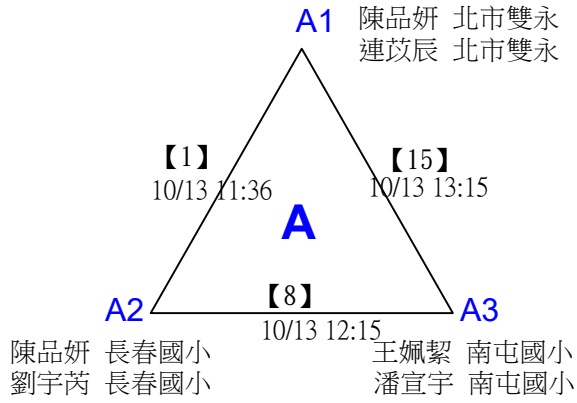 A1 陳品妍 北市雙永
連苡辰 北市雙永
【1】
10/13 11:36
【15】
10/13 13:15
A
【8】
10/13 12:15
A2
A3
陳品妍 長春國小
劉宇芮 長春國小
王姵絜 南屯國小
潘宣宇 南屯國小